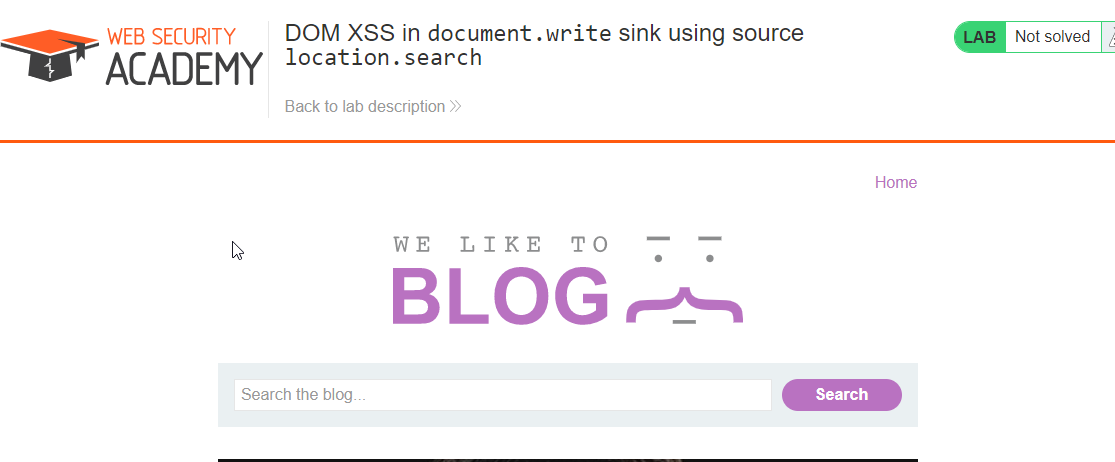 WEB SECURITY
ACADEMY
DOM XSS in document.write sink using source
location.search
Back to lab description
LAB Not solved
Home
WE LIKE TO
BLOG
Search the blog... Search